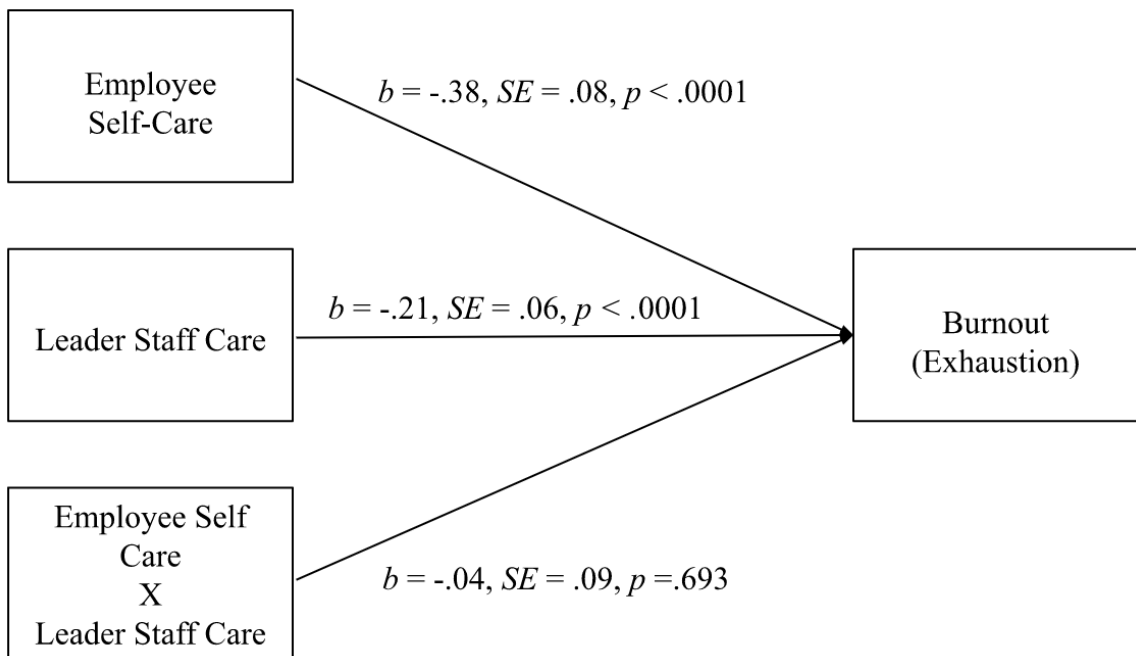 Employee
Self-Care
b = -.38, SE = .08, p < .0001
Leader Staff Care
b = -.21, SE = .06, p < .0001
Burnout
(Exhaustion)
Employee Self
Care
X
Leader Staff Care
b = -.04, SE = .09, p =.693